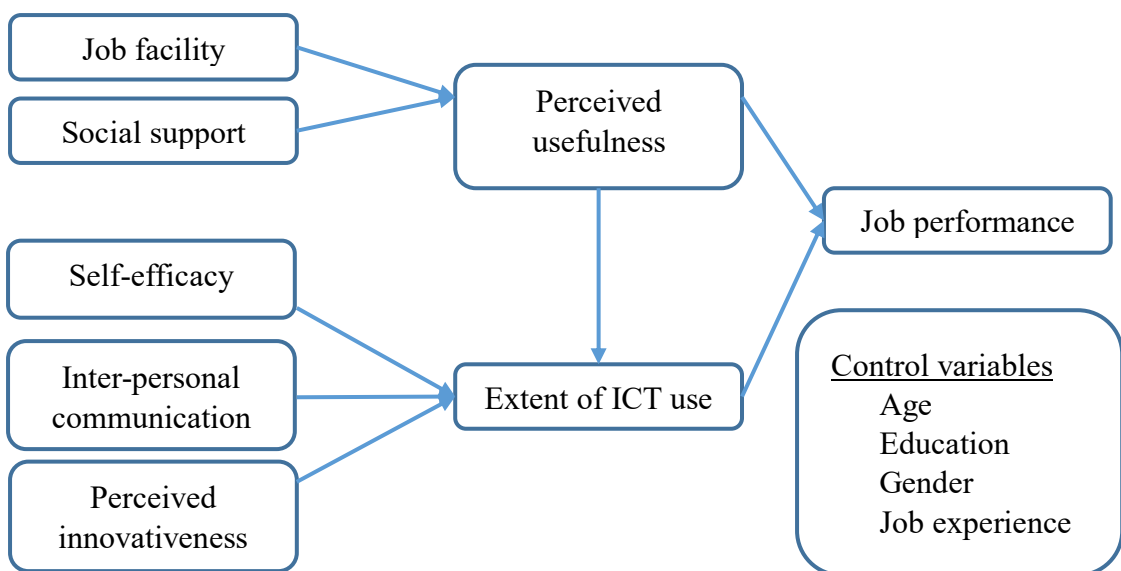 Job facility
Social support
Perceived
usefulness
Job performance
Self-efficacy
Inter-personal
communication
Perceived
innovativeness
Extent of ICT use
Control variables
Age
Education
Gender
Job experience